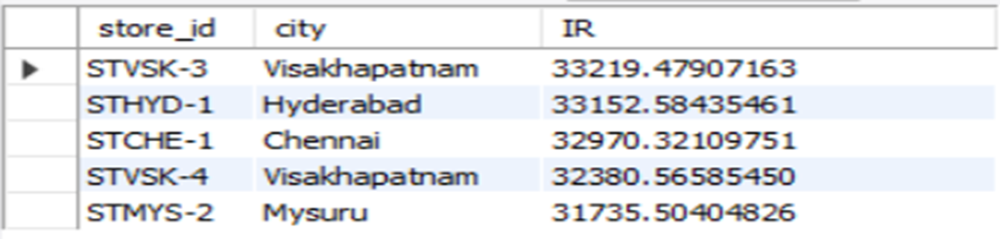 store_id city IR
STVSK-3 Visakhapatnam 33219.47907163
STHYD-1 Hyderabad 33152.58435461
STCHE-1 Chennai 32970.32109751
STVSK-4 Visakhapatnam 32380.56585450
STMYS-2 Mysuru 31735.50404826